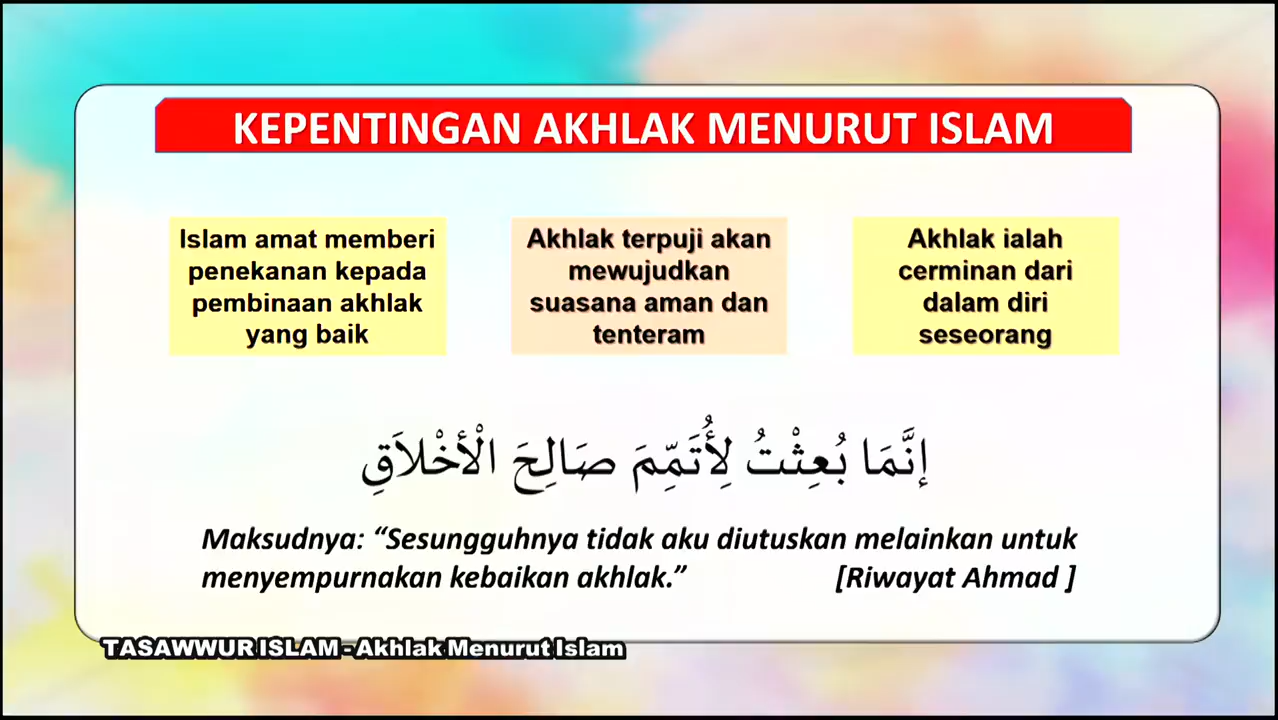 KEPENTINGAN AKHLAK MENURUT ISLAM
Islam amat memberi
penekanan kepada
pembinaan akhlak
yang baik
Akhlak terpuji akan
mewujudkan
suasana aman dan
tenteram
Akhlak ialah
cerminan dari
dalam diri
seseorang
إِنَّمَا بُعِثْتُ لِأُتَمِّمَ صَالِحَ الْأَخْلَاقِ
Maksudnya: “Sesungguhnya tidak aku diutuskan melainkan untuk
menyempurnakan kebaikan akhlak.” [Riwayat Ahmad ]
TASAWWUR ISLAM - Akhlak Menurut Islam